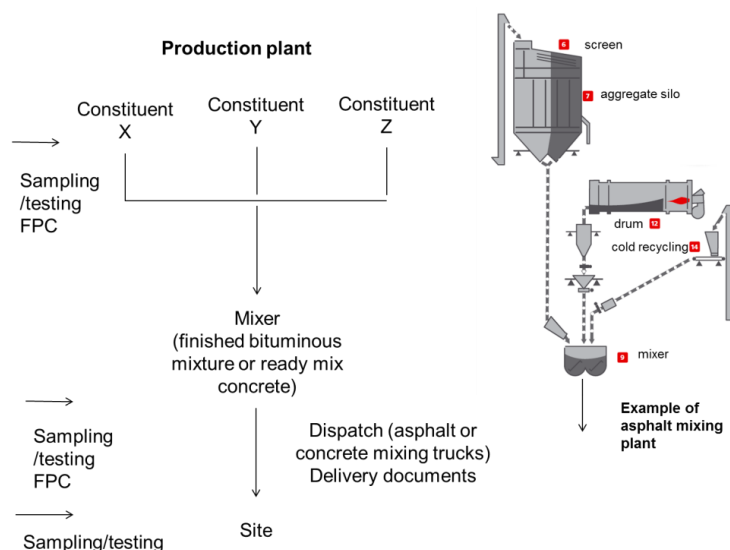 Production plant
Constituent
X
Constituent
Y
Constituent
Z
Sampling
/testing
FPC
Mixer
(finished bituminous
mixture or ready mix
concrete)
Sampling
/testing
FPC
Dispatch (asphalt or
concrete mixing trucks)
Delivery documents
Site
Sampling/testing
6 screen
7 aggregate silo
drum 12
cold recycling 14
9 mixer
Example of
asphalt mixing
plant